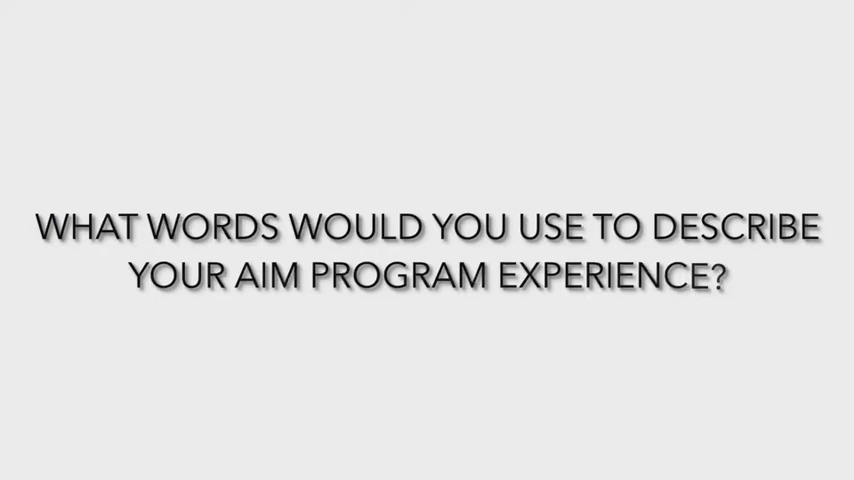 WHAT WORDS WOULD YOU USE TO DESCRIBE
YOUR AIM PROGRAM EXPERIENCE?